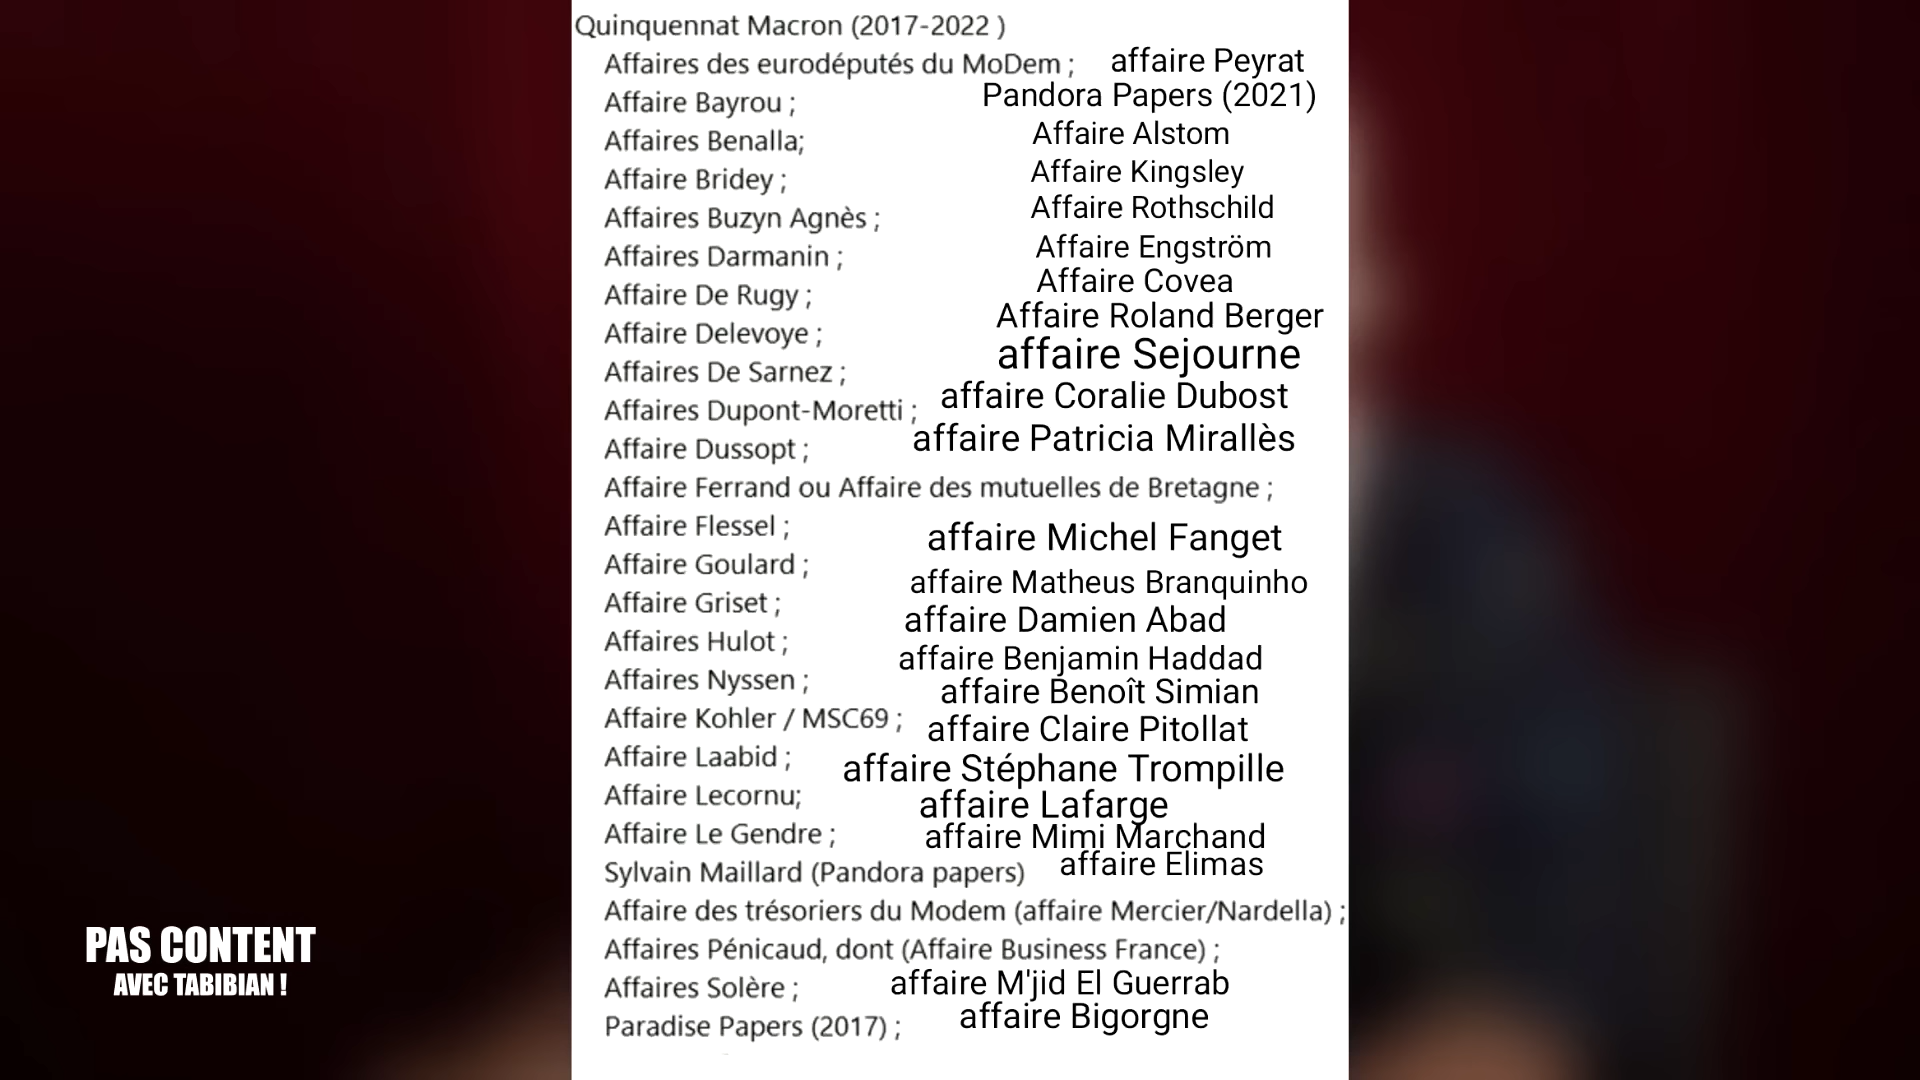 Quinquennat Macron (2017-2022 )
Affaires des eurodéputés du MoDem ;
affaire Peyrat
Affaire Bayrou ;
Pandora Papers (2021)
Affaires Benalla;
Affaire Alstom
Affaire Bridey ;
Affaire Kingsley
Affaires Buzyn Agnès ;
Affaire Rothschild
Affaires Darmanin ;
Affaire Engström
Affaire De Rugy ;
Affaire Covea
Affaire Delevoye ;
Affaire Roland Berger
Affaires De Sarnez ;
affaire Sejourne
Affaires Dupont-Moretti ;
affaire Coralie Dubost
Affaire Dussopt ;
affaire Patricia Mirallès
Affaire Ferrand ou Affaire des mutuelles de Bretagne ;
Affaire Flessel ;
affaire Michel Fanget
Affaire Goulard ;
affaire Matheus Branquinho
Affaire Griset ;
affaire Damien Abad
Affaires Hulot ;
affaire Benjamin Haddad
Affaires Nyssen ;
affaire Benoît Simian
Affaire Kohler / MSC69 ;
affaire Claire Pitollat
Affaire Laabid ;
affaire Stéphane Trompille
Affaire Lecornu;
affaire Lafarge
Affaire Le Gendre ;
affaire Mimi Marchand
Sylvain Maillard (Pandora papers)
affaire Elimas
Affaire des trésoriers du Modem (affaire Mercier/Nardella) ;
Affaires Pénicaud, dont (Affaire Business France) ;
Affaires Solère ;
affaire M'jid El Guerrab
Paradise Papers (2017) ;
affaire Bigorgne
PAS CONTENT
AVEC TABIBIAN !